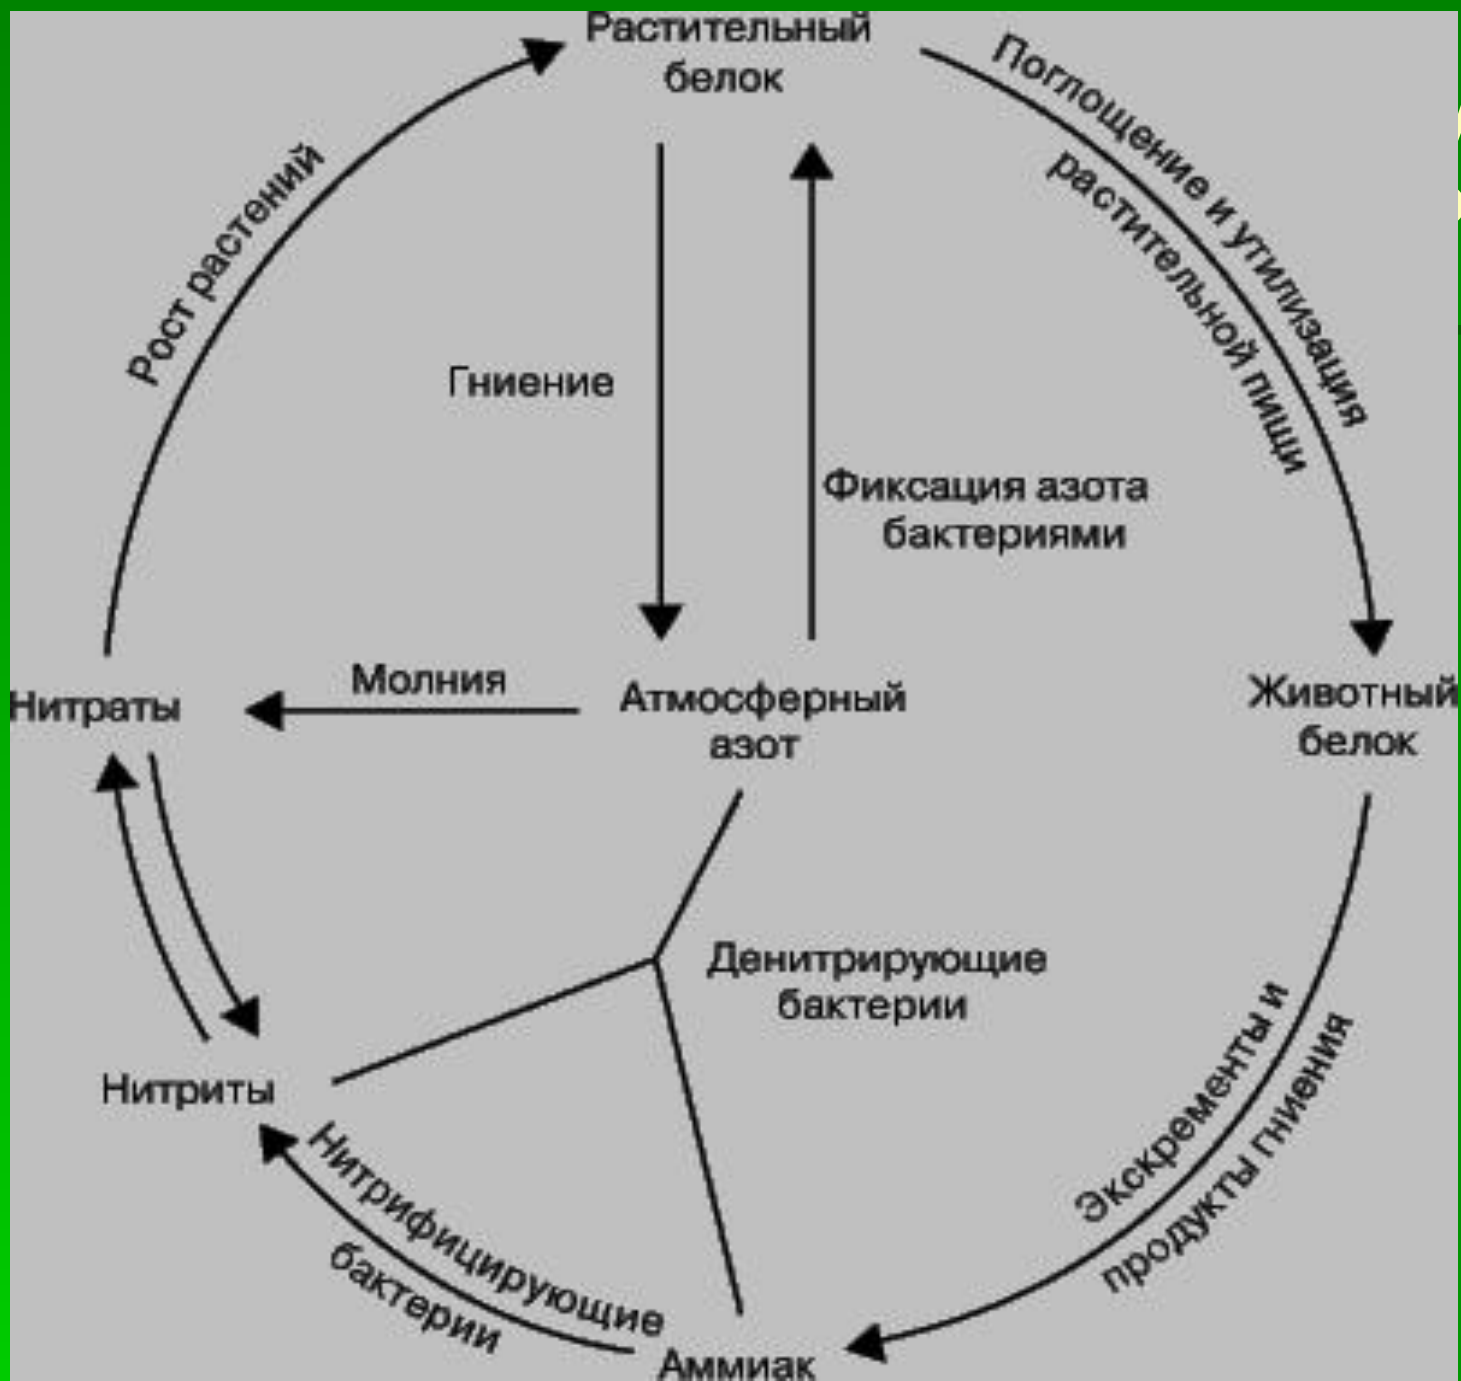 Растительный
белок
Поглощение и утилизация
растительной пищи
Рост растений
Гниение
Фиксация азота
бактериями
Молния
Нитраты
Атмосферный
азот
Животный
белок
Денитрирующие
бактерии
Экскременты и
продукты гниения
Нитриты
Нитрифицирующие
бактерии
Аммиак